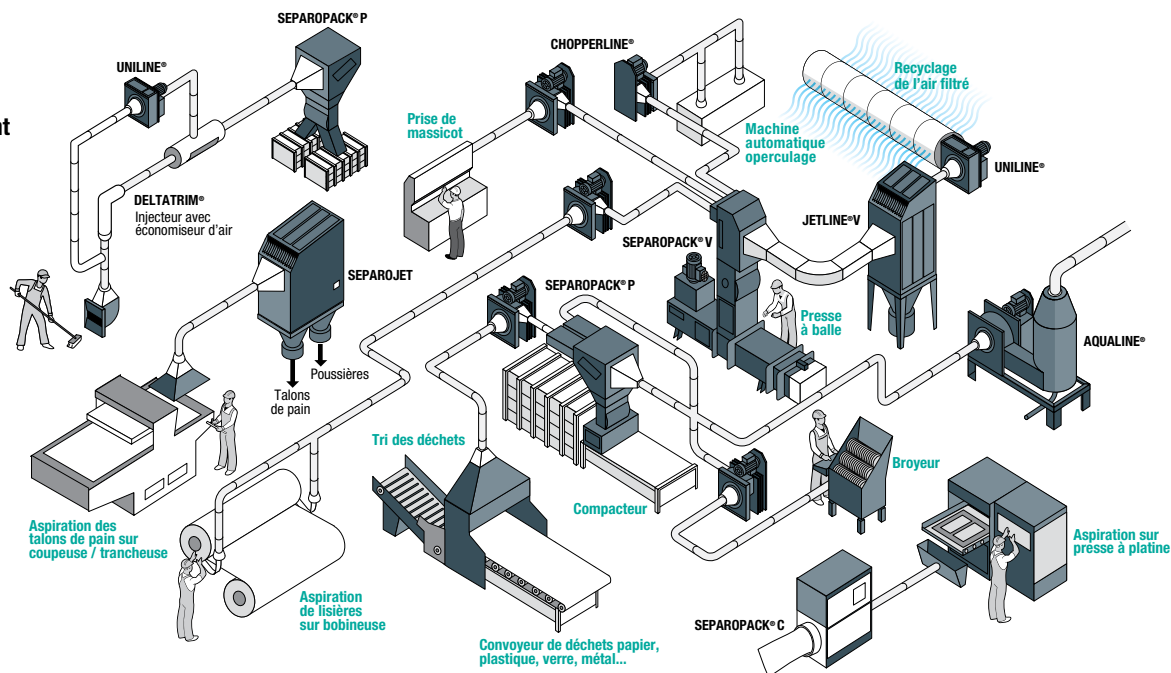 SEPAROPACK® P
UNILINE®
CHOPPERLINE®
Recyclage
de l'air filtré
nt
Prise de
massicot
Machine
automatique
operculage
UNILINE®
DELTATRIM®
Injecteur avec
économiseur d'air
JETLINE® V
SEPAROPACK® V
SEPAROJET
SEPAROPACK® P
Presse
à balle
AQUALINE®
Poussières
Talons
de pain
Tri des déchets
Broyeur
Compacteur
Aspiration des
talons de pain sur
coupeuse / trancheuse
Aspiration sur
presse à platine
Aspiration
de lisières
sur bobineuse
SEPAROPACK® C
Convoyeur de déchets papier,
plastique, verre, métal...